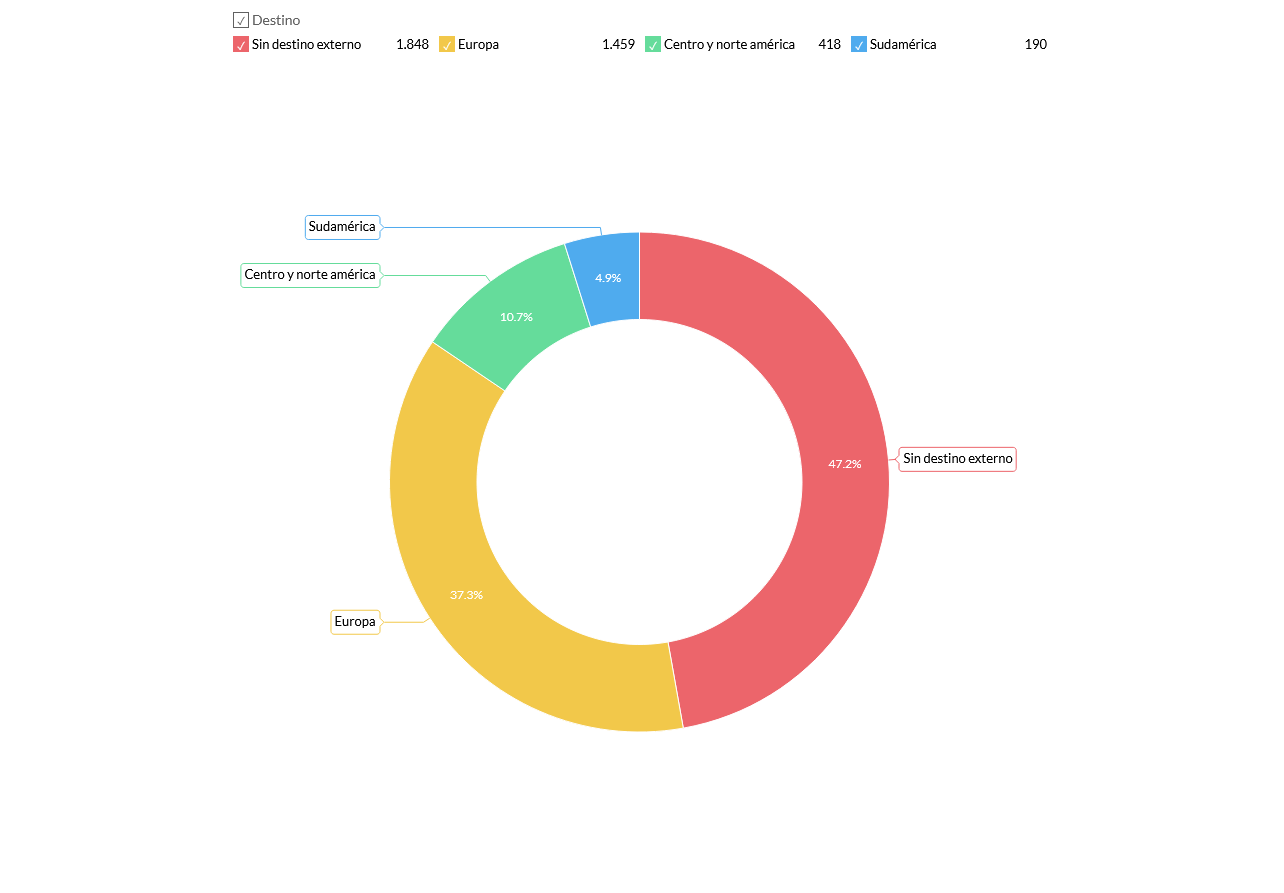 Destino
Sin destino externo 1.848 Europa 1.459 Centro y norte américa 418 Sudamérica 190
Sudamérica
Centro y norte américa
4.9%
10.7%
Sin destino externo
47.2%
37.3%
Europa